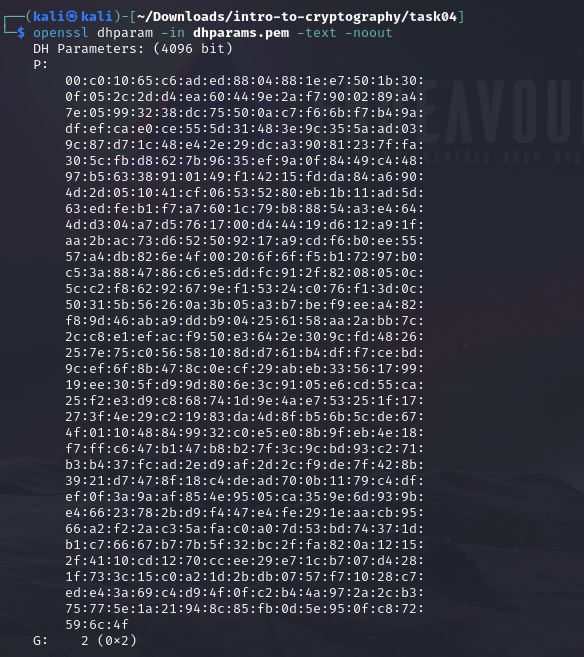 ┌──(kali㉿kali)-[~/Downloads/intro-to-cryptography/task04]
└─$ openssl dhparam -in dhparams.pem -text -noout
DH Parameters: (4096 bit)
P:
00:c0:10:65:c6:ad:ed:88:04:88:1e:e7:50:1b:30:
0f:05:2c:2d:d4:ea:60:44:9e:2a:f7:90:02:89:a4:
7e:05:99:32:38:dc:75:50:0a:c7:f6:6b:f7:b4:9a:
df:ef:ca:e0:ce:55:5d:31:48:3e:9c:35:5a:ad:03:
9c:87:d7:1c:48:e4:2e:29:dc:a3:90:81:23:7f:fa:
30:5c:fb:d8:62:7b:96:35:ef:9a:0f:84:49:c4:48:
97:b5:63:38:91:01:49:f1:42:15:fd:da:84:a6:90:
4d:2d:05:10:41:cf:06:53:52:80:eb:1b:11:ad:5d:
63:ed:fe:b1:f7:a7:60:1c:79:b8:88:54:a3:e4:64:
4d:d3:04:a7:d5:76:17:00:d4:44:19:d6:12:a9:1f:
aa:2b:ac:73:d6:52:50:92:17:a9:cd:f6:b0:ee:55:
57:a4:db:82:6e:4f:00:20:6f:6f:f5:b1:72:97:b0:
c5:3a:88:47:86:c6:e5:dd:fc:91:2f:82:08:05:0c:
5c:c2:f8:62:92:67:9e:f1:53:24:c0:76:f1:3d:0c:
50:31:5b:56:26:0a:3b:05:a3:b7:be:f9:ee:a4:82:
f8:9d:46:ab:a9:dd:b9:04:25:61:58:aa:2a:bb:7c:
2c:c8:e1:ef:ac:f9:50:e3:64:2e:30:9c:fd:48:26:
25:7e:75:c0:56:58:10:8d:d7:61:b4:df:f7:ce:bd:
9c:ef:6f:8b:47:8c:0e:cf:29:ab:eb:33:56:17:99:
19:ee:30:5f:d9:9d:80:6e:3c:91:05:e6:cd:55:ca:
25:f2:e3:d9:c8:68:74:1d:9e:4a:e7:53:25:1f:17:
27:3f:4e:29:c2:19:83:da:4d:8f:b5:6b:5c:de:67:
4f:01:10:48:84:99:32:c0:e5:e0:8b:9f:eb:4e:18:
f7:ff:c6:47:b1:47:b8:b2:7f:3c:9c:bd:93:c2:71:
b3:b4:37:fc:ad:2e:d9:af:2d:2c:f9:de:7f:42:8b:
39:21:d7:47:8f:18:c4:de:ad:70:0b:11:79:c4:df:
ef:0f:3a:9a:af:85:4e:95:05:ca:35:9e:6d:93:9b:
e4:66:23:78:2b:d9:f4:47:e4:fe:29:1e:aa:cb:95:
66:a2:f2:2a:c3:5a:fa:c0:a0:7d:53:bd:74:37:1d:
b1:c7:66:67:b7:7b:5f:32:bc:2f:fa:82:0a:12:15:
2f:41:10:cd:12:70:cc:ee:29:e7:1c:b7:07:d4:28:
1f:73:3c:15:c0:a2:1d:2b:db:07:57:f7:10:28:c7:
ed:e4:3a:69:c4:d9:4f:0f:c2:b4:4a:97:2a:2c:b3:
75:77:5e:1a:21:94:8c:85:fb:0d:5e:95:0f:c8:72:
59:6c:4f
G: 2 (0×2)